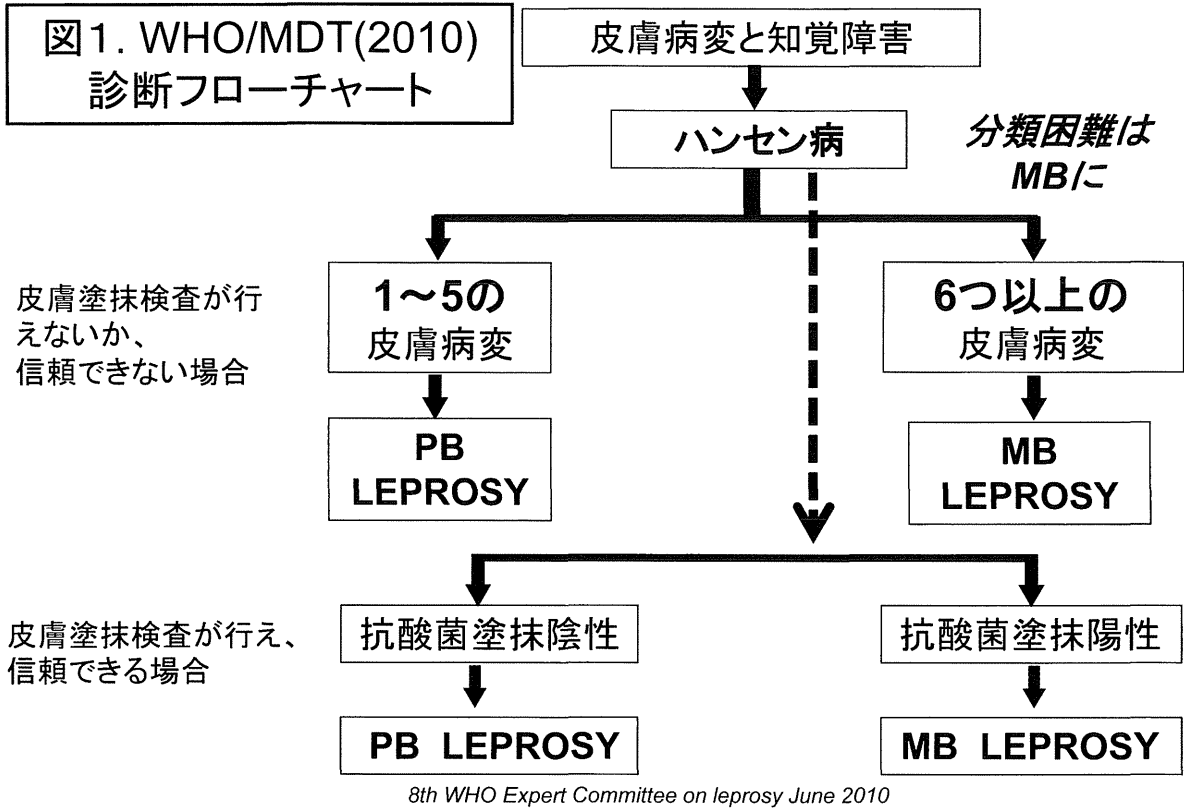 図1. WHO/MDT(2010)
診断フローチャート
皮膚病変と知覚障害
ハンセン病
分類困難は
MBに
皮膚塗抹検査が行
えないか、
信頼できない場合
1～5の
皮膚病変
6つ以上の
皮膚病変
PB
LEPROSY
MB
LEPROSY
皮膚塗抹検査が行え、
信頼できる場合
抗酸菌塗抹陰性
抗酸菌塗抹陽性
PB LEPROSY
MB LEPROSY
8th WHO Expert Committee on leprosy June 2010